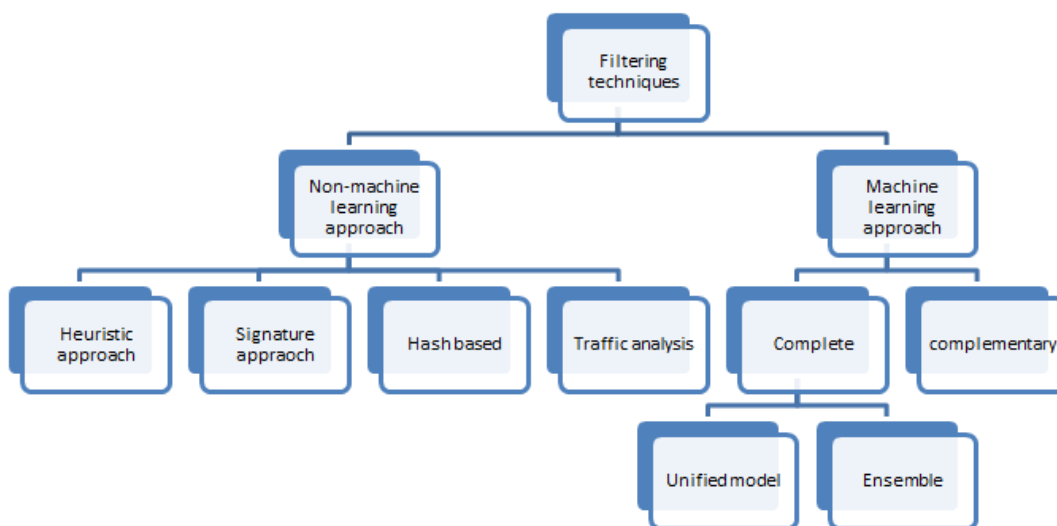 Filtering
techniques
Non-machine
learning
approach
Machine
learning
approach
Heuristic
approach
Signature
appraoch
Hash based
Traffic analysis
Complete
complementary
Unified model
Ensemble